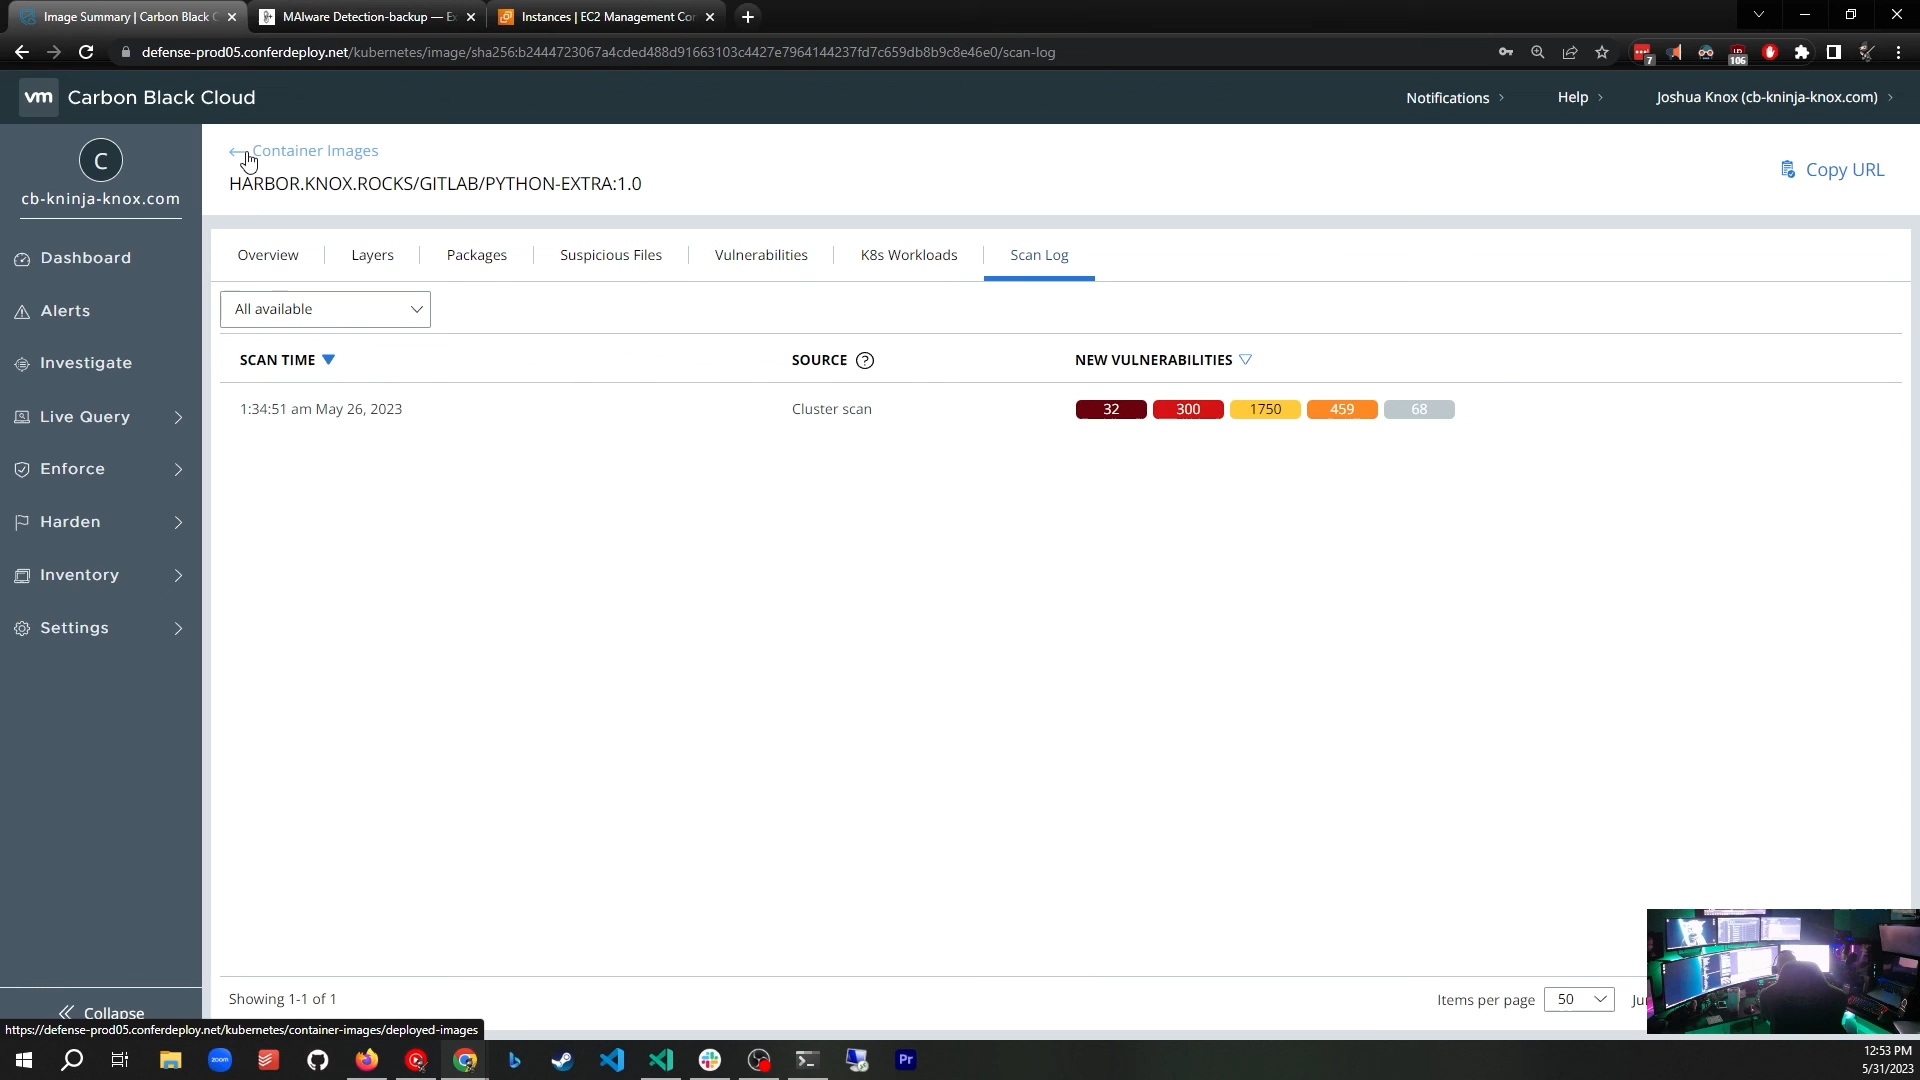 Image Summary | Carbon Black C
MAlware Detection-backup — Ex
Instances | EC2 Management Con
defense-prod05.conferdeploy.net/kubernetes/image/sha256:b2444723067a4cded488d91663103c4427e7964144237fd7c659db8b9c8e46e0/scan-log
7
106
vm Carbon Black Cloud
Notifications
Help
Joshua Knox (cb-kninja-knox.com)
C
cb-kninja-knox.com
Dashboard
Alerts
Investigate
Live Query
Enforce
Harden
Inventory
Settings
Collapse
Container Images
HARBOR.KNOX.ROCKS/GITLAB/PYTHON-EXTRA:1.0
Copy URL
Overview
Layers
Packages
Suspicious Files
Vulnerabilities
K8s Workloads
Scan Log
All available
SCAN TIME
SOURCE ?
NEW VULNERABILITIES
1:34:51 am May 26, 2023
Cluster scan
32 300 1750 459 68
Showing 1-1 of 1
Items per page
50
https://defense-prod05.conferdeploy.net/kubernetes/container-images/deployed-images
zoom
Pr
12:53 PM
5/31/2023